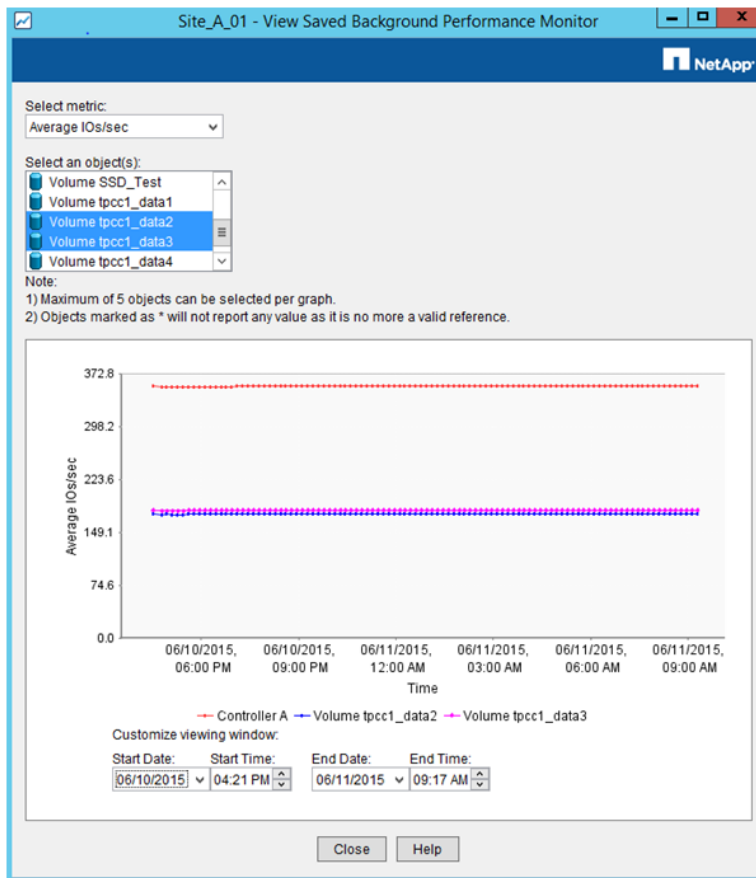 Site_A_01 - View Saved Background Performance Monitor
NetApp
Select metric:
Average IOs/sec
Select an object(s):
Volume SSD_Test
Volume tpcc1_data1
Volume tpcc1_data2
Volume tpcc1_data3
Volume tpcc1_data4
Note:
1) Maximum of 5 objects can be selected per graph.
2) Objects marked as * will not report any value as it is no more a valid reference.
372.8
298.2
223.6
149.1
74.6
0.0
Average IOs/sec
06/10/2015, 06/10/2015, 06/11/2015, 06/11/2015, 06/11/2015, 06/11/2015,
06:00 PM 09:00 PM 12:00 AM 03:00 AM 06:00 AM 09:00 AM
Time
Controller A Volume tpcc1_data2 Volume tpcc1_data3
Customize viewing window:
Start Date: Start Time: End Date: End Time:
06/10/2015 04:21 PM 06/11/2015 09:17 AM
Close Help